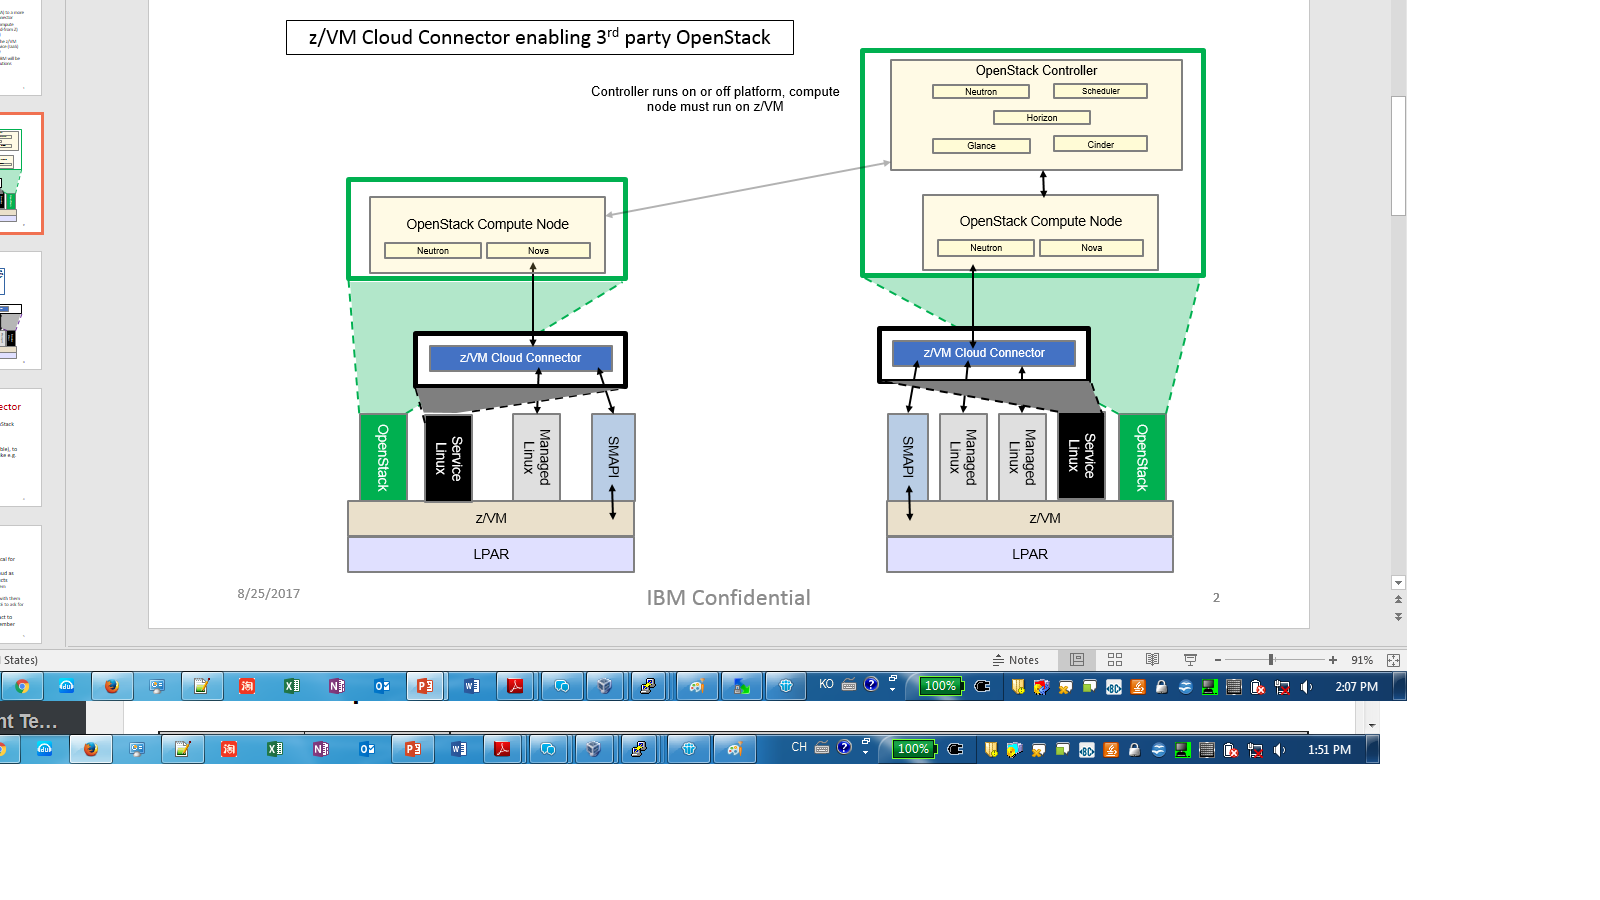 z/VM Cloud Connector enabling 3rd party OpenStack
Controller runs on or off platform, compute
node must run on z/VM
OpenStack Controller
Neutron
Scheduler
Horizon
Glance
Cinder
OpenStack Compute Node
Neutron
Nova
OpenStack Compute Node
Neutron
Nova
z/VM Cloud Connector
z/VM Cloud Connector
OpenStack
Service
Linux
Managed
Linux
SMAPI
z/VM
LPAR
SMAPI
Managed
Linux
Managed
Linux
Service
Linux
OpenStack
z/VM
LPAR
8/25/2017
IBM Confidential
2
States)
Notes
91%
KO
100%
2:07 PM
nt Te...
CH
100%
1:51 PM